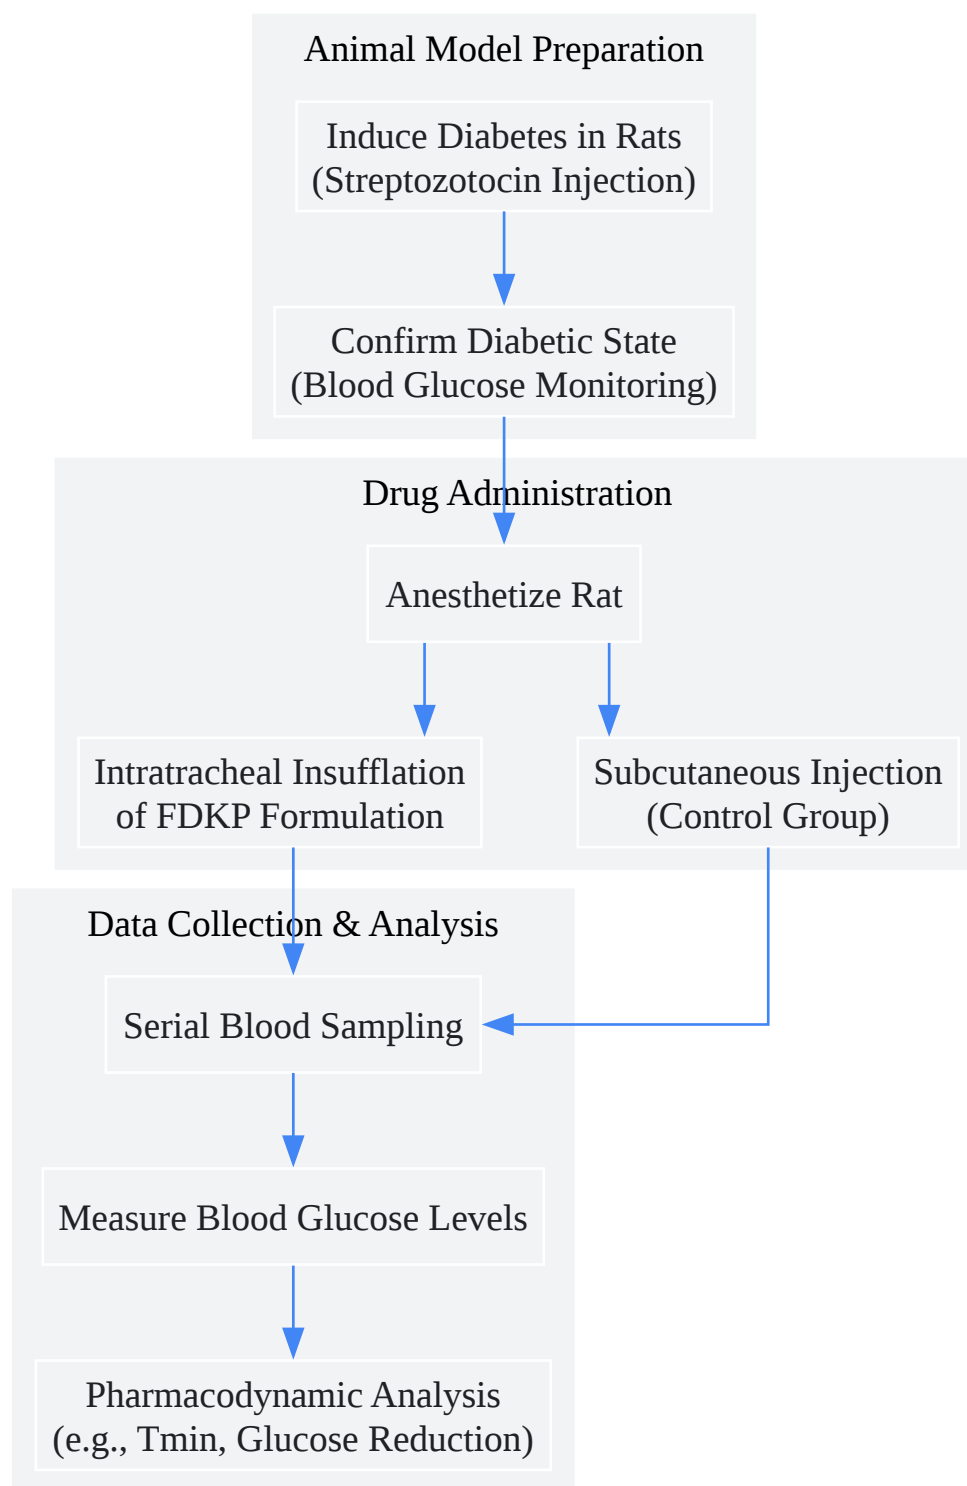 Animal Model Preparation
Induce Diabetes in Rats
(Streptozotocin Injection)
Confirm Diabetic State
(Blood Glucose Monitoring)
Drug Administration
Anesthetize Rat
Intratracheal Insufflation
of FDKP Formulation
Subcutaneous Injection
(Control Group)
Data Collection & Analysis
Serial Blood Sampling
Measure Blood Glucose Levels
Pharmacodynamic Analysis
(e.g., Tmin, Glucose Reduction)